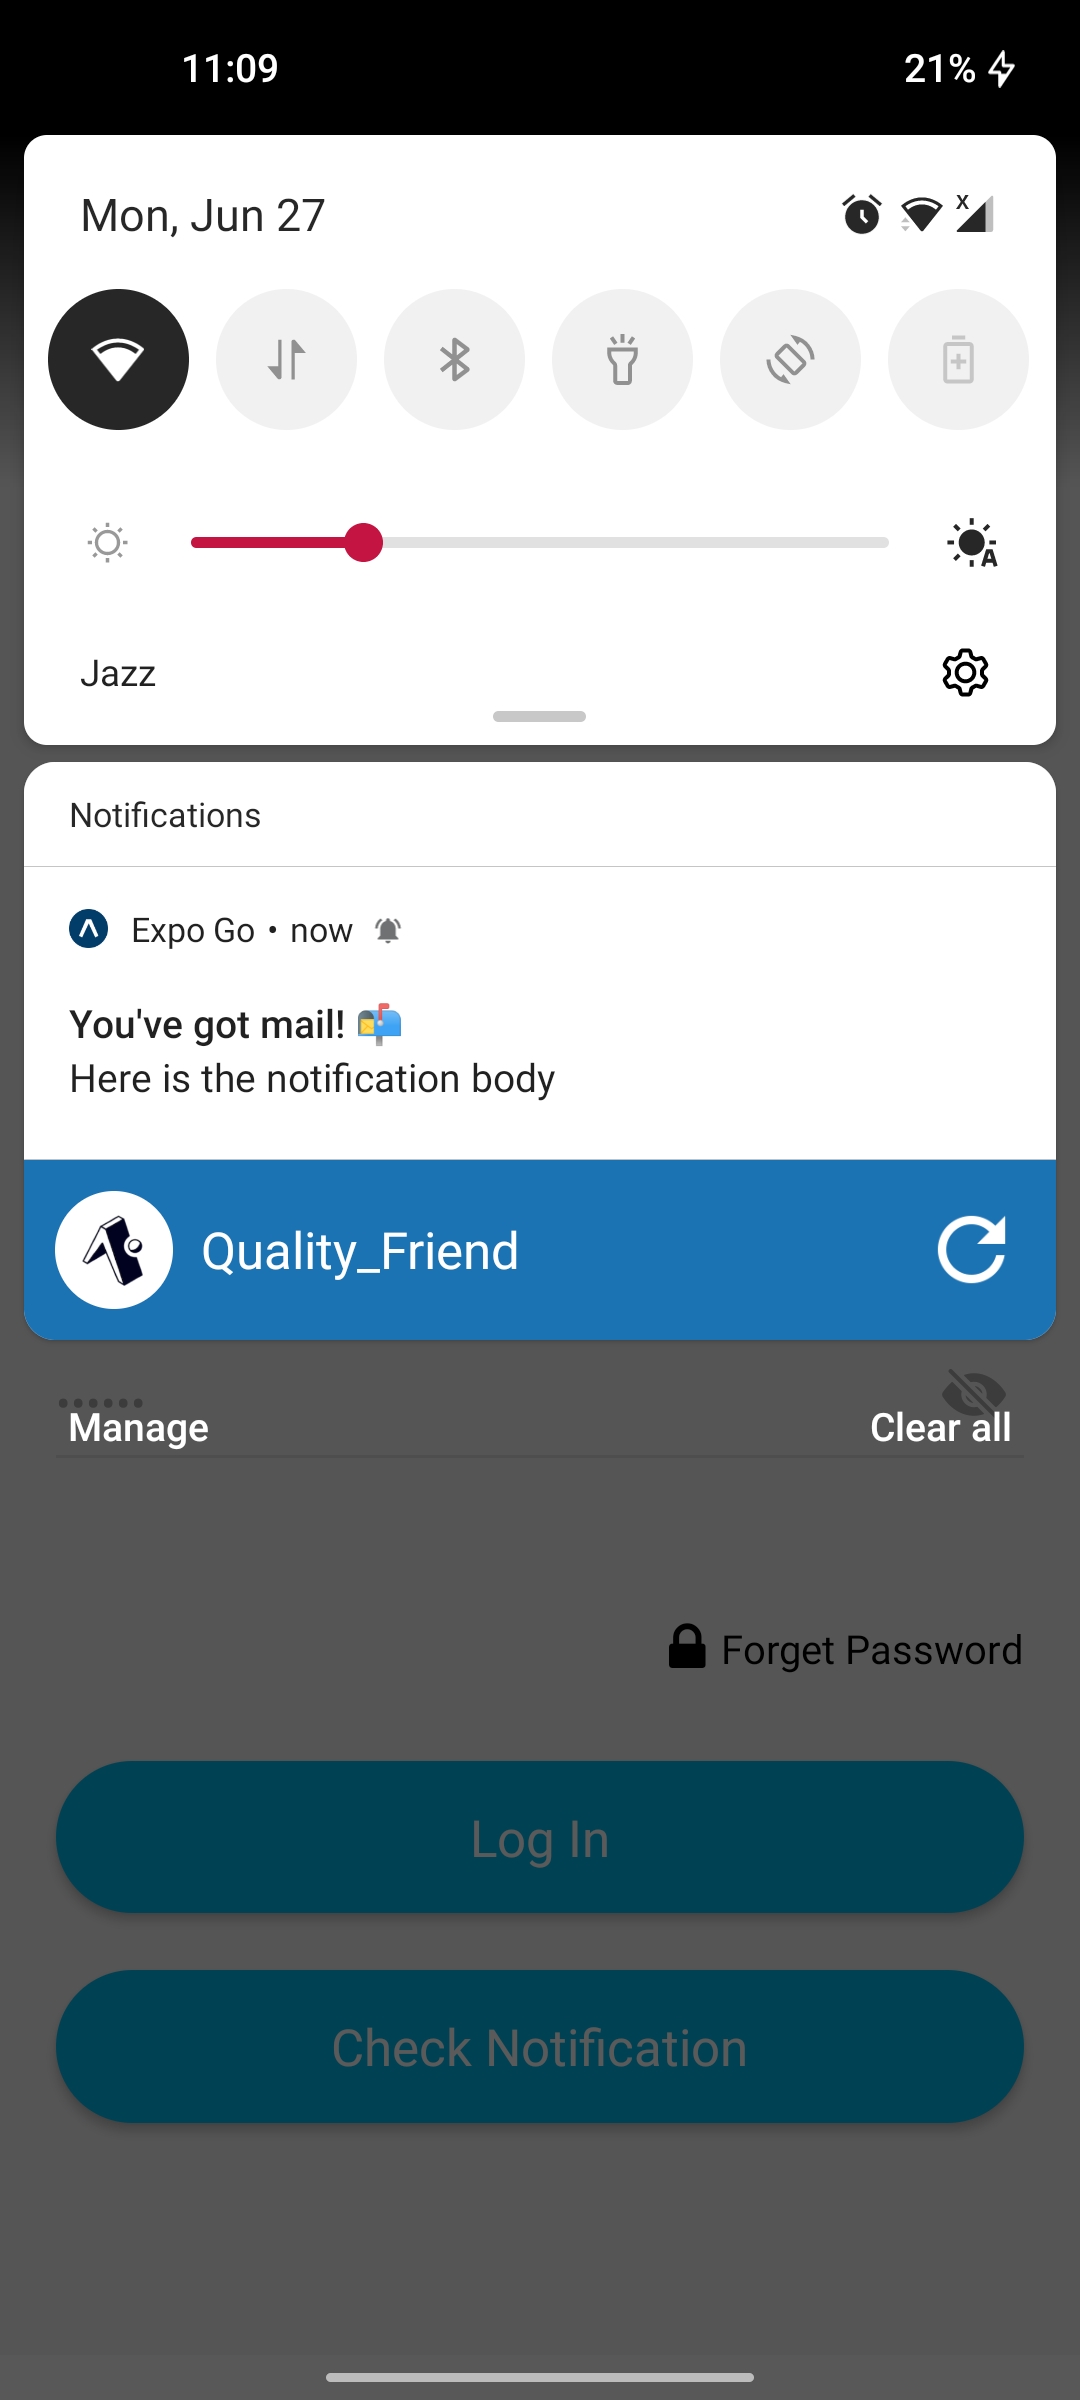 11:09 21%
Mon, Jun 27
X
A
Jazz
Notifications
Expo Go • now
You've got mail! 📬
Here is the notification body
Quality_Friend
••••••
Manage Clear all
Forget Password
Log In
Check Notification